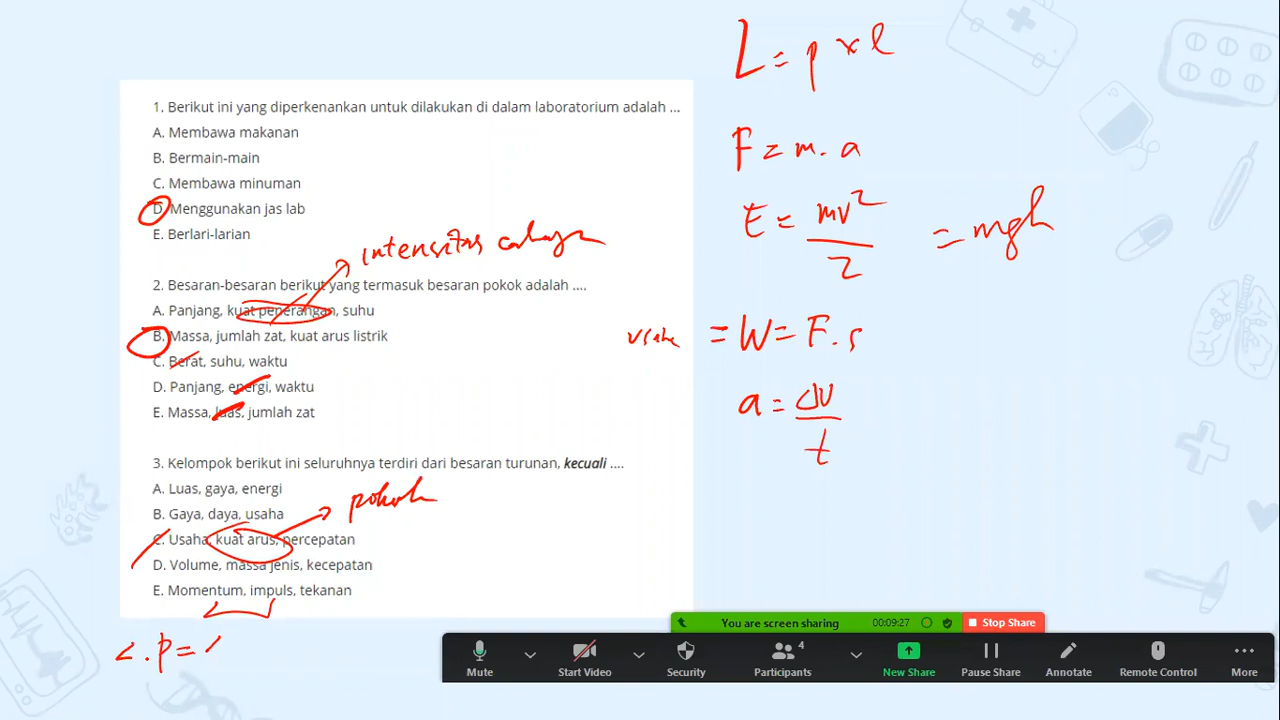 1. Berikut ini yang diperkenankan untuk dilakukan di dalam laboratorium adalah ...
A. Membawa makanan
B. Bermain-main
C. Membawa minuman
D. Menggunakan jas lab
E. Berlari-larian
intensitas cahaya
2. Besaran-besaran berikut yang termasuk besaran pokok adalah ....
A. Panjang, kuat penerangan, suhu
B. Massa, jumlah zat, kuat arus listrik
C. Berat, suhu, waktu
D. Panjang, energi, waktu
E. Massa, luas, jumlah zat
3. Kelompok berikut ini seluruhnya terdiri dari besaran turunan, kecuali ....
A. Luas, gaya, energi
pokok
B. Gaya, daya, usaha
C. Usaha, kuat arus, percepatan
D. Volume, massa jenis, kecepatan
E. Momentum, impuls, tekanan
L = p x l
F = m. a
E = mv²/2 = mgh
usaha = W = F. s
a = ΔV/t
You are screen sharing
00:09:27
Stop Share
Mute
Start Video
Security
4
Participants
New Share
Pause Share
Annotate
Remote Control
More